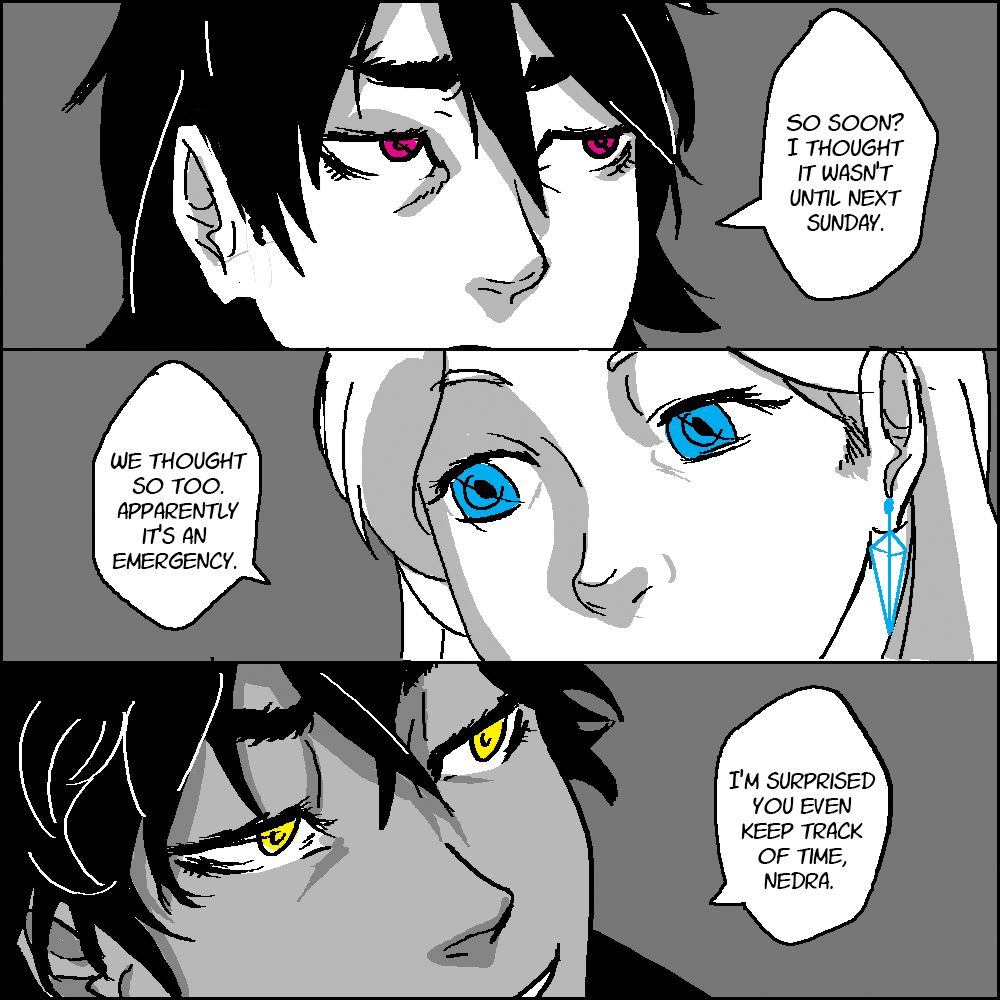 SO SOON?
I THOUGHT
IT WASN'T
UNTIL NEXT
SUNDAY.
WE THOUGHT
SO TOO.
APPARENTLY
IT'S AN
EMERGENCY.
I'M SURPRISED
YOU EVEN
KEEP TRACK
OF TIME,
NEDRA.